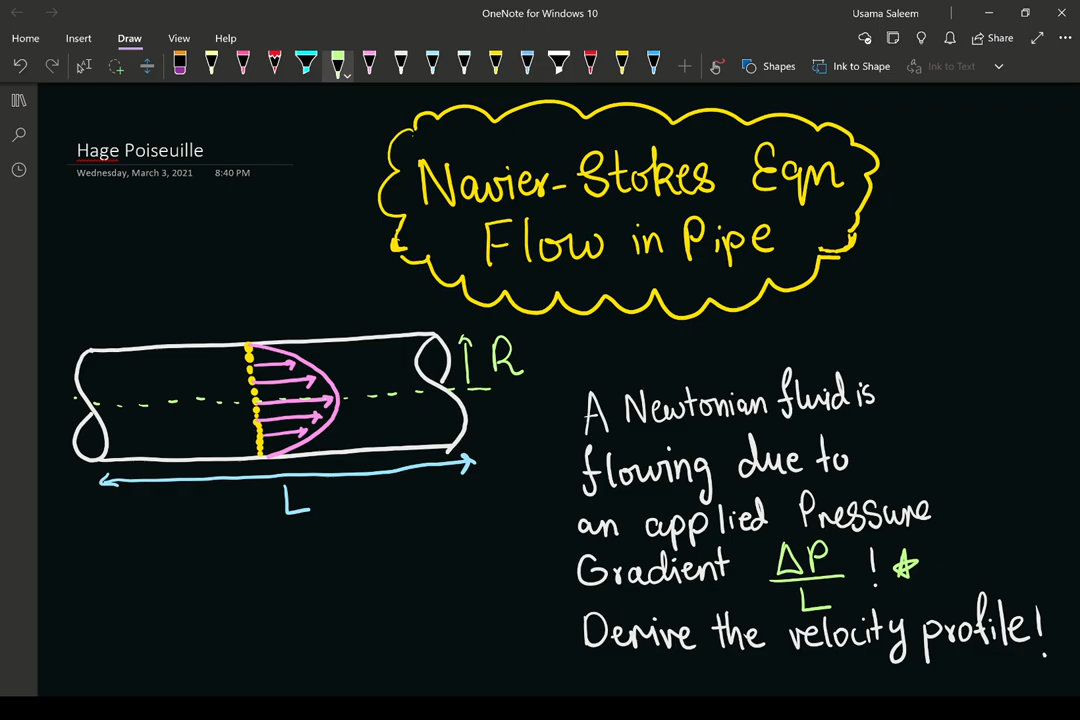 OneNote for Windows 10
Usama Saleem
Home Insert Draw View Help
Share
Shapes
Ink to Shape
Ink to Text
Hage Poiseuille
Wednesday, March 3, 2021 8:40 PM
Navier-Stokes Eqn
Flow in Pipe
R
L
A Newtonian fluid is
flowing due to
an applied Pressure
Gradient ΔP/L !
Derive the velocity profile!